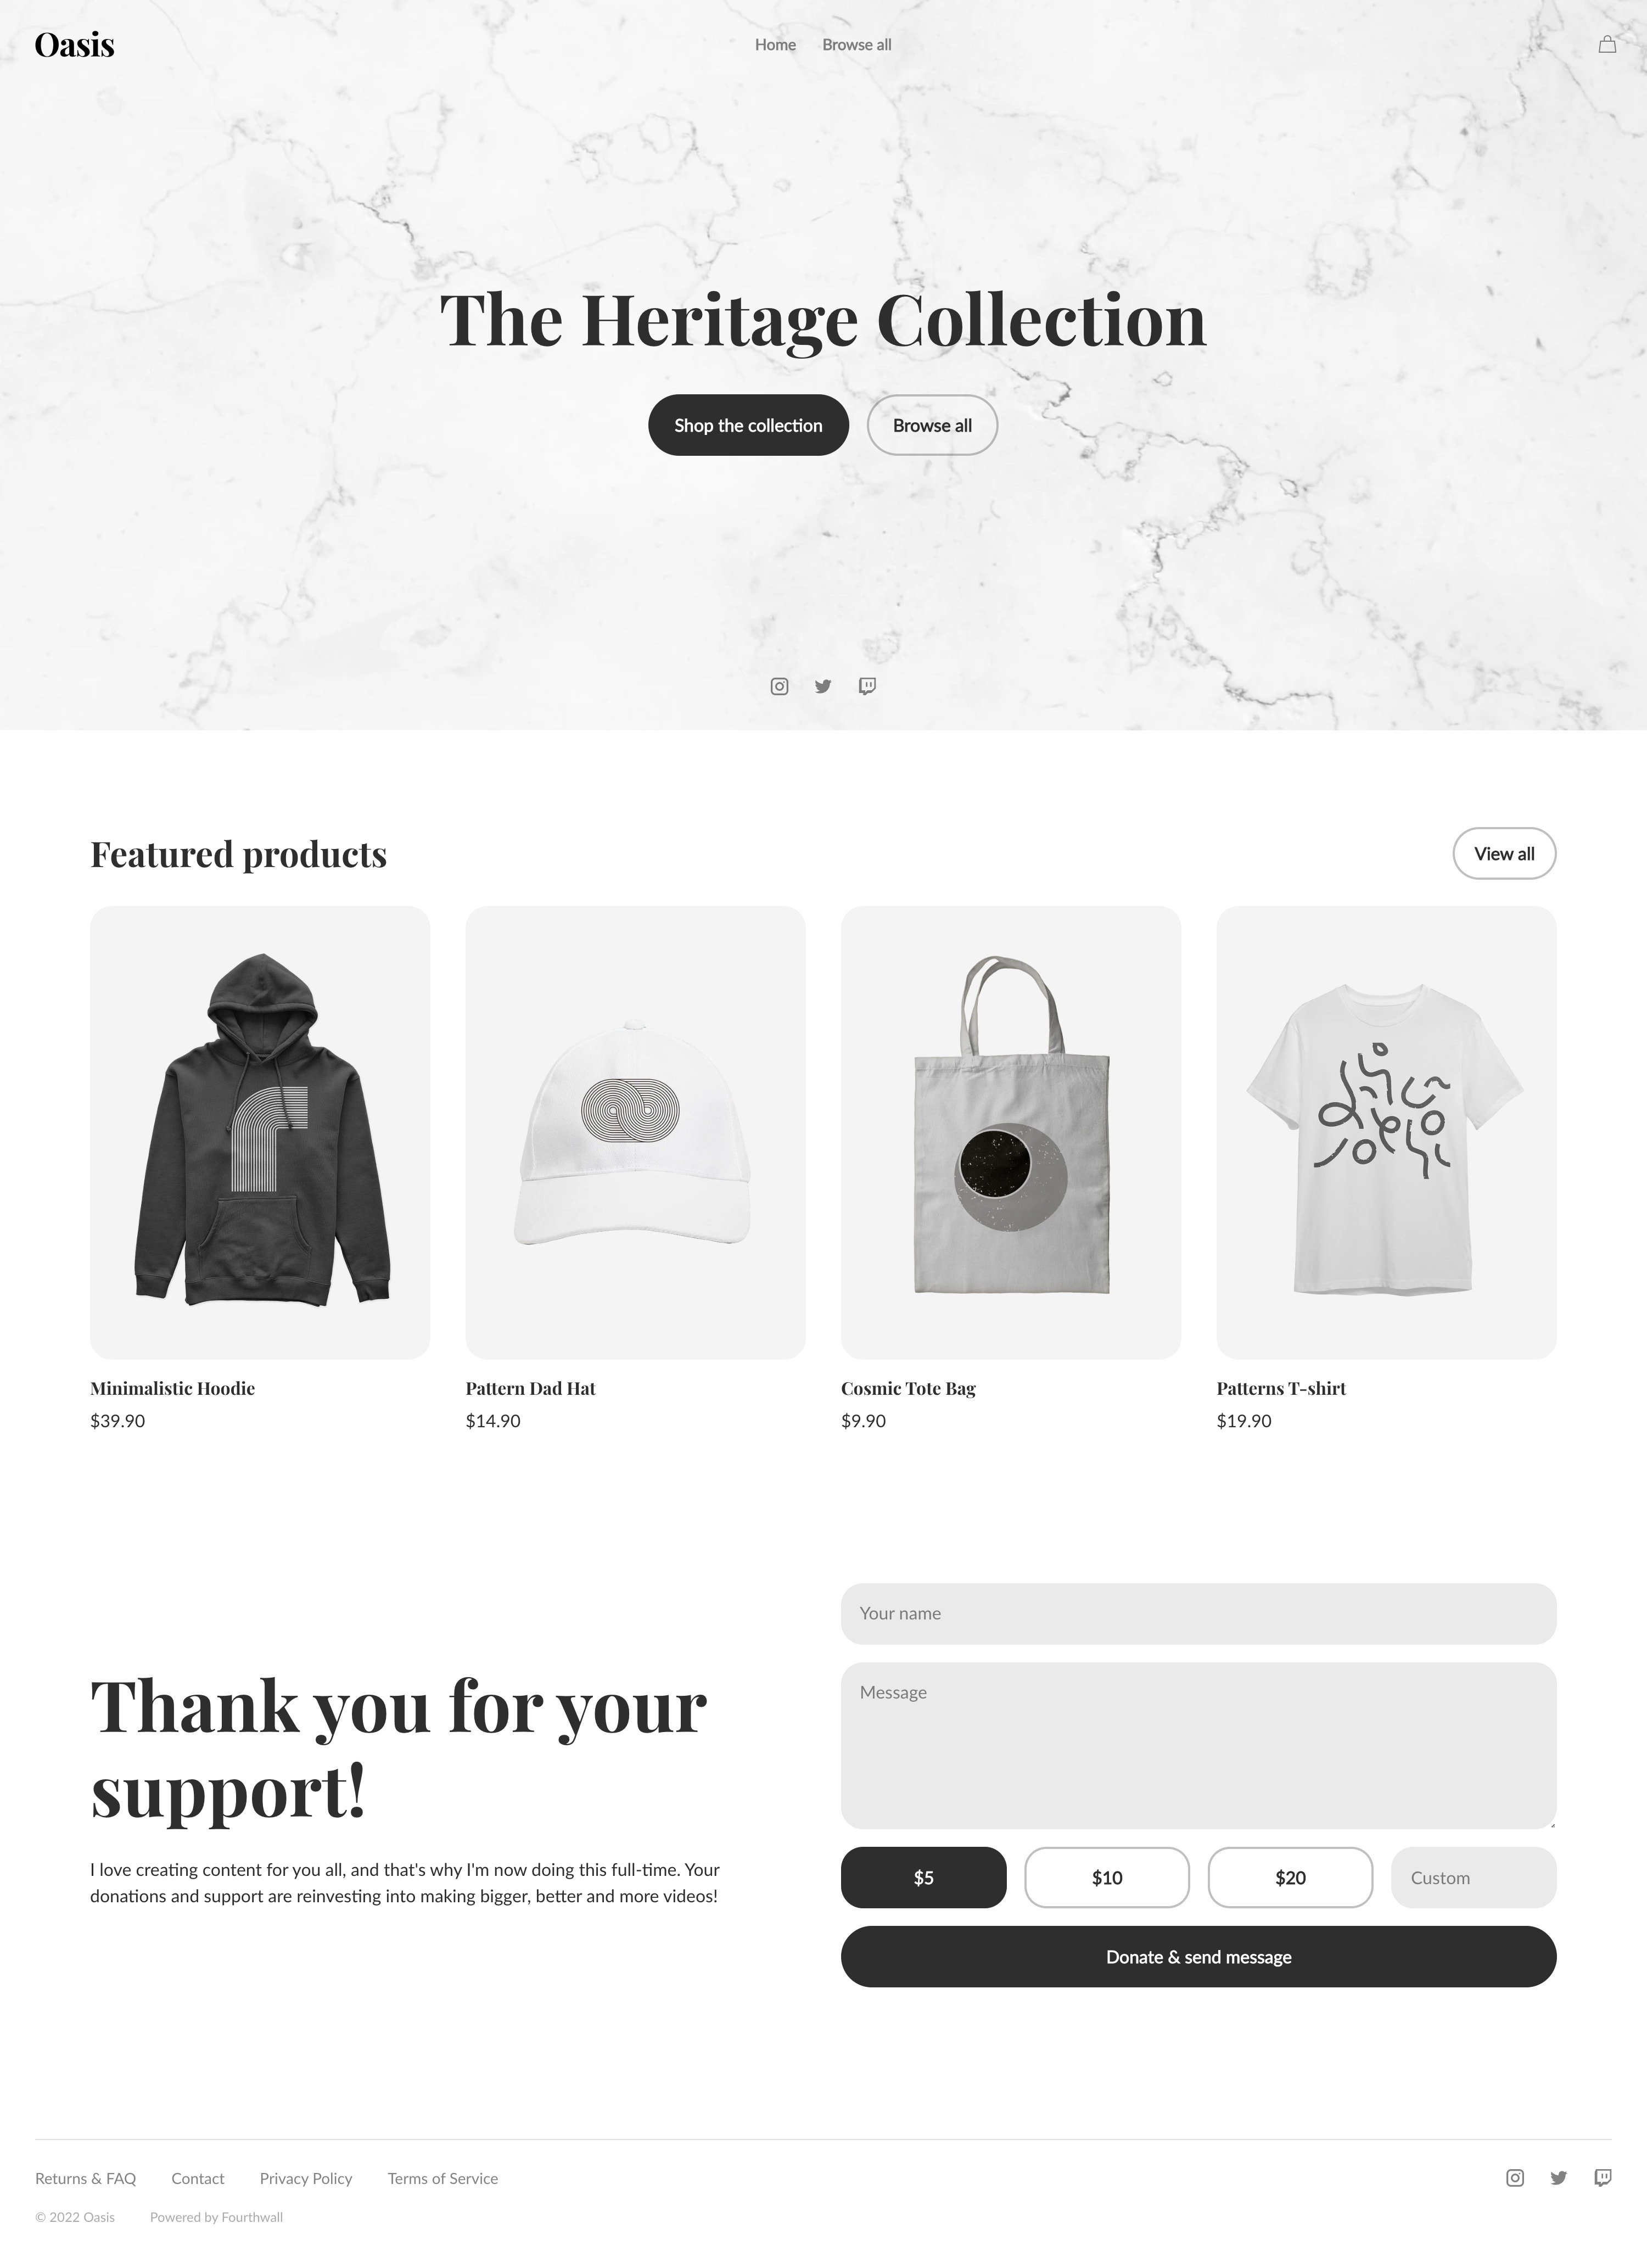 Oasis
Home
Browse all
The Heritage Collection
Shop the collection
Browse all
Featured products
View all
Minimalistic Hoodie
$39.90
Pattern Dad Hat
$14.90
Cosmic Tote Bag
$9.90
Patterns T-shirt
$19.90
Thank you for your
support!
I love creating content for you all, and that's why I'm now doing this full-time. Your
donations and support are reinvesting into making bigger, better and more videos!
Your name
Message
$5
$10
$20
Custom
Donate & send message
Returns & FAQ
Contact
Privacy Policy
Terms of Service
© 2022 Oasis
Powered by Fourthwall